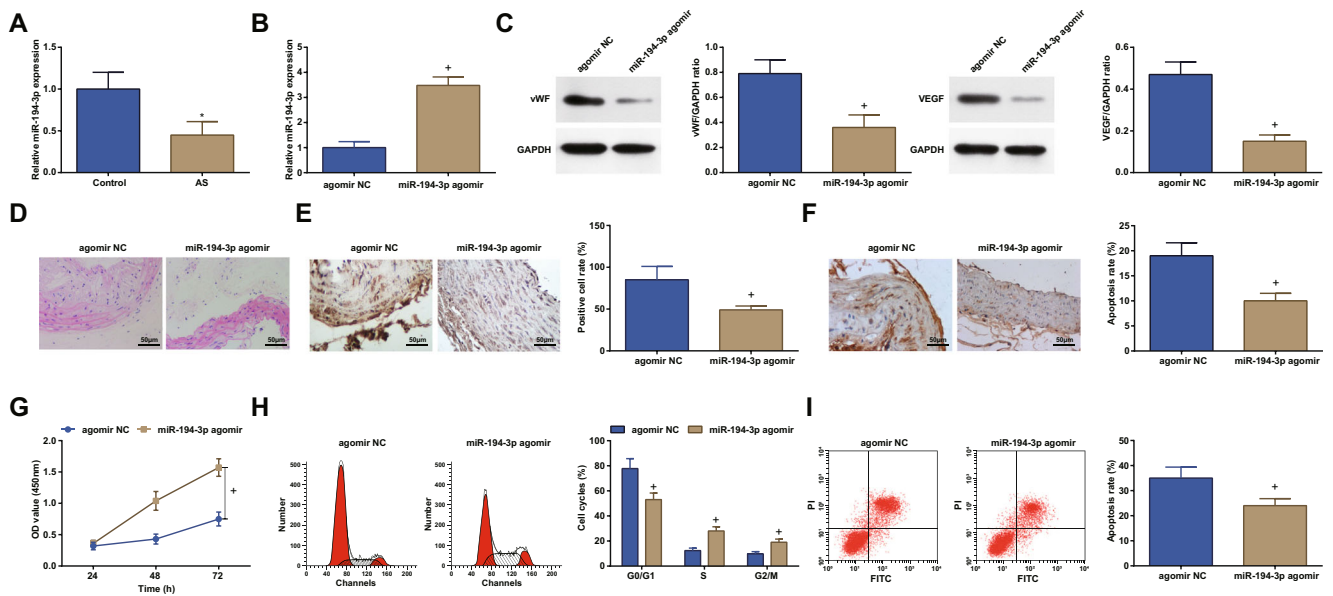 A
Relative miR-194-3p expression
1.5
1.0
0.5
0.0
*
Control
AS
B
Relative miR-194-3p expression
5
4
3
2
1
0
+
agomir NC
miR-194-3p agomir
C
agomir NC
miR-194-3p agomir
vWF
GAPDH
vWF/GAPDH ratio
1.0
0.8
0.6
0.4
0.2
0.0
+
agomir NC
miR-194-3p agomir
agomir NC
miR-194-3p agomir
VEGF
GAPDH
VEGF/GAPDH ratio
0.6
0.4
0.2
0.0
+
agomir NC
miR-194-3p agomir
D
agomir NC
miR-194-3p agomir
50μm
50μm
E
agomir NC
miR-194-3p agomir
50μm
50μm
Positive cell rate (%)
150
100
50
0
+
agomir NC
miR-194-3p agomir
F
agomir NC
miR-194-3p agomir
50μm
50μm
Apoptosis rate (%)
25
20
15
10
5
0
+
agomir NC
miR-194-3p agomir
G
agomir NC
miR-194-3p agomir
OD value (450nm)
2.0
1.5
1.0
0.5
0.0
+
24
48
72
Time (h)
H
agomir NC
Number
500
400
300
200
100
0
0
40
80
120
160
200
Channels
miR-194-3p agomir
Number
500
400
300
200
100
0
0
40
80
120
160
200
Channels
agomir NC
miR-194-3p agomir
Cell cycles (%)
100
80
60
40
20
0
+
+
+
G0/G1
S
G2/M
I
agomir NC
PI
FITC
miR-194-3p agomir
PI
FITC
Apoptosis rate (%)
50
40
30
20
10
0
+
agomir NC
miR-194-3p agomir